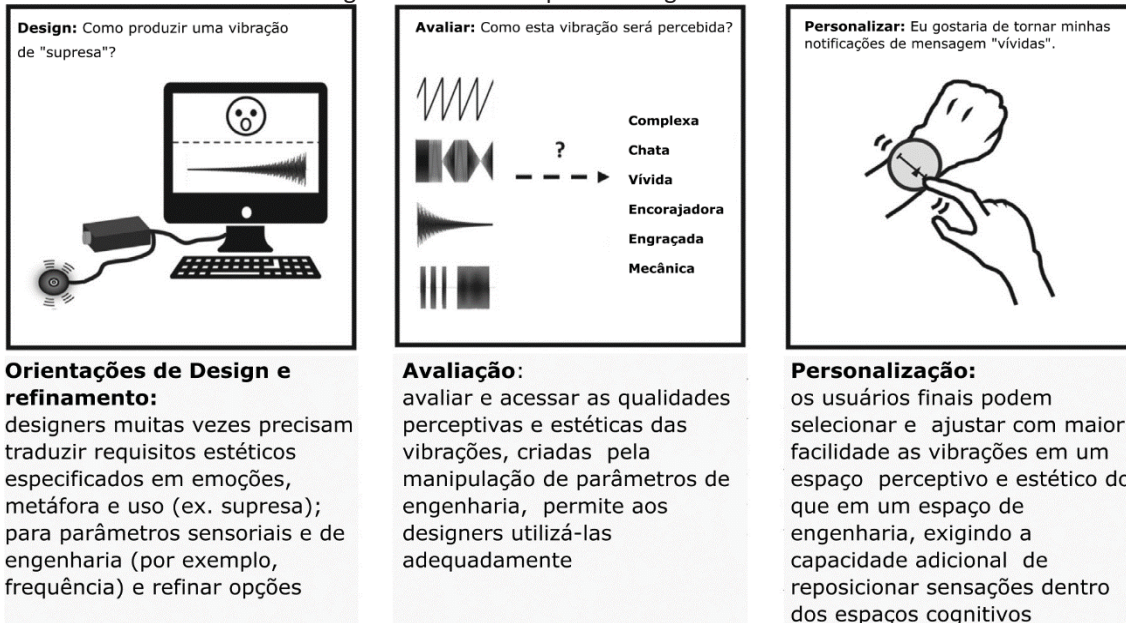 Design: Como produzir uma vibração
de "supresa"?
Avaliar: Como esta vibração será percebida?
?
Complexa
Chata
Vívida
Encorajadora
Engraçada
Mecânica
Personalizar: Eu gostaria de tornar minhas
notificações de mensagem "vívidas".
Orientações de Design e
refinamento:
designers muitas vezes precisam
traduzir requisitos estéticos
especificados em emoções,
metáfora e uso (ex. supresa);
para parâmetros sensoriais e de
engenharia (por exemplo,
frequência) e refinar opções
Avaliação:
avaliar e acessar as qualidades
perceptivas e estéticas das
vibrações, criadas pela
manipulação de parâmetros de
engenharia, permite aos
designers utilizá-las
adequadamente
Personalização:
os usuários finais podem
selecionar e ajustar com maior
facilidade as vibrações em um
espaço perceptivo e estético do
que em um espaço de
engenharia, exigindo a
capacidade adicional de
reposicionar sensações dentro
dos espaços cognitivos